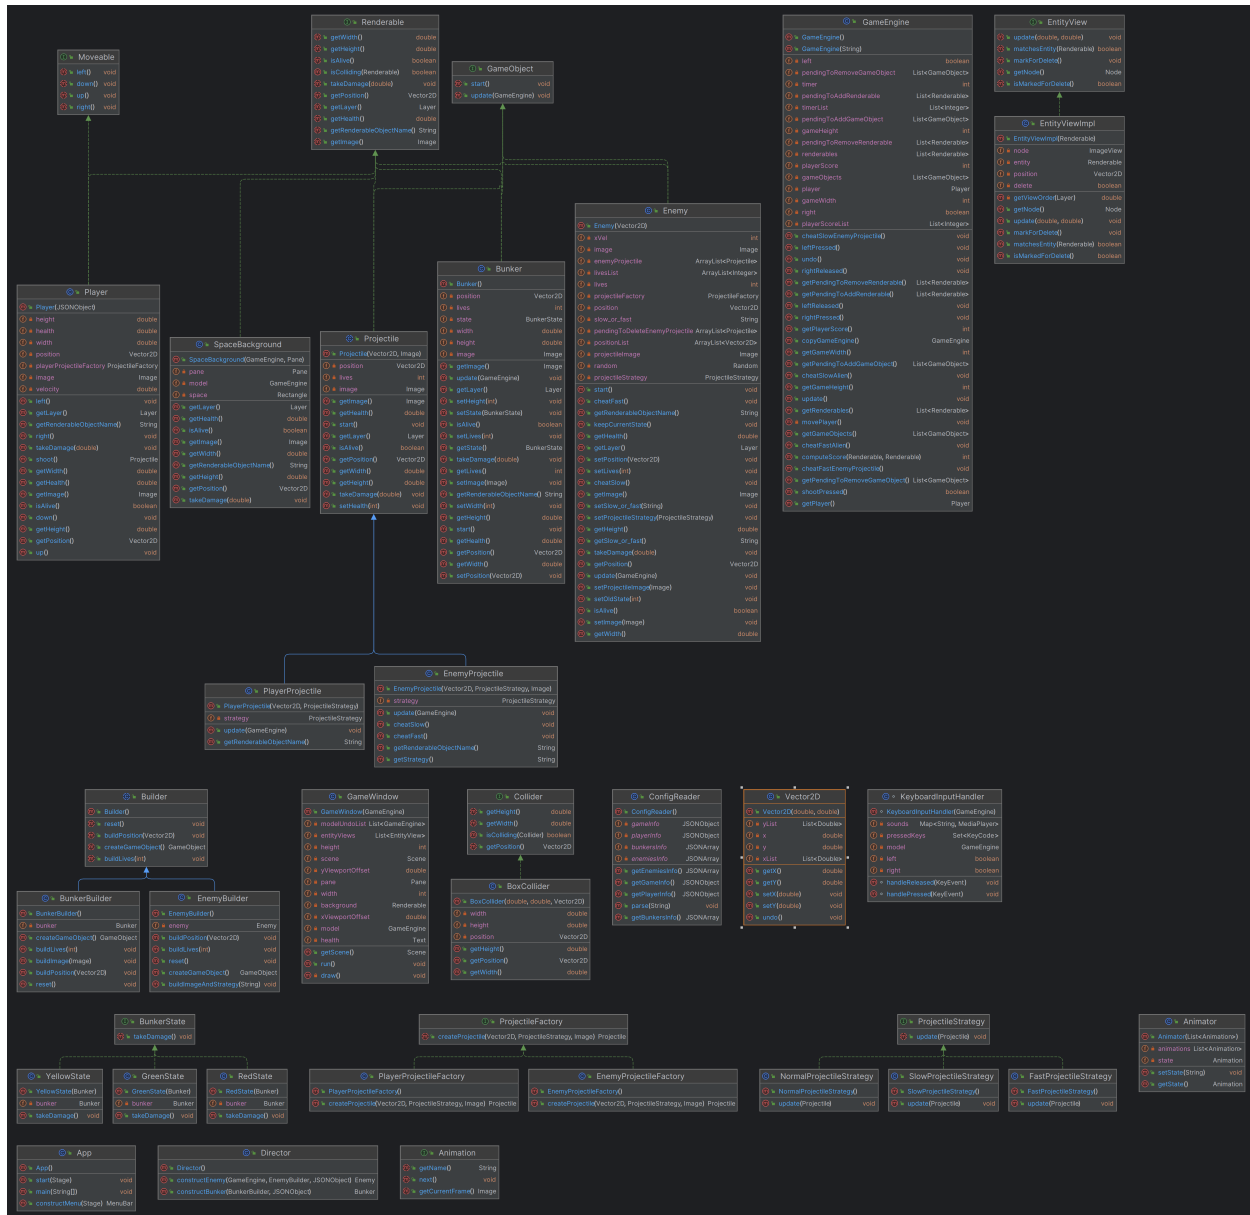 Renderable
getWidth() double
getHeight() double
isAlive() boolean
isColliding(Renderable) boolean
takeDamage(double) void
getPosition() Vector2D
getLayer() Layer
getHealth() double
getRenderableObjectName() String
getImage() Image
Moveable
left() void
down() void
up() void
right() void
GameObject
start() void
update(GameEngine) void
GameEngine
GameEngine()
GameEngine(String)
left boolean
pendingToRemoveGameObject List<GameObject>
timer int
pendingToAddRenderable List<Renderable>
timerList List<Integer>
pendingToAddGameObject List<GameObject>
gameHeight int
pendingToRemoveRenderable List<Renderable>
renderables List<Renderable>
playerScore int
gameObjects List<GameObject>
player Player
gameWidth int
right boolean
playerScoreList List<Integer>
cheatSlowEnemyProjectile() void
leftPressed() void
undo() void
rightReleased() void
getPendingToRemoveRenderable() List<Renderable>
getPendingToAddRenderable() List<Renderable>
leftReleased() void
rightPressed() void
getPlayerScore() int
copyGameEngine() GameEngine
getGameWidth() int
getPendingToAddGameObject() List<GameObject>
cheatSlowAlien() void
getGameHeight() int
update() void
getRenderables() List<Renderable>
movePlayer() void
getGameObjects() List<GameObject>
cheatFastAlien() void
computeScore(Renderable, Renderable) int
cheatFastEnemyProjectile() void
getPendingToRemoveGameObject() List<GameObject>
shootPressed() boolean
getPlayer() Player
EntityView
update(double, double) void
matchesEntity(Renderable) boolean
markForDelete() void
getNode() Node
isMarkedForDelete() boolean
EntityViewImpl
EntityViewImpl(Renderable)
node ImageView
entity Renderable
position Vector2D
delete boolean
getViewOrder(Layer) double
getNode() Node
update(double, double) void
markForDelete() void
matchesEntity(Renderable) boolean
isMarkedForDelete() boolean
Player
Player(JSONObject)
height double
health double
width double
position Vector2D
playerProjectileFactory ProjectileFactory
image Image
velocity double
left() void
getLayer() Layer
getRenderableObjectName() String
right() void
takeDamage(double) void
shoot() Projectile
getWidth() double
getHealth() double
getImage() Image
isAlive() boolean
down() void
getHeight() double
getPosition() Vector2D
up() void
SpaceBackground
SpaceBackground(GameEngine, Pane)
pane Pane
model GameEngine
space Rectangle
getLayer() Layer
getHealth() double
isAlive() boolean
getImage() Image
getWidth() double
getRenderableObjectName() String
getHeight() double
getPosition() Vector2D
takeDamage(double) void
Projectile
Projectile(Vector2D, Image)
position Vector2D
lives int
image Image
getImage() Image
getHealth() double
start() void
getLayer() Layer
isAlive() boolean
getPosition() Vector2D
getWidth() double
getHeight() double
takeDamage(double) void
setHealth(int) void
Bunker
Bunker()
position Vector2D
lives int
state BunkerState
width double
height double
image Image
getImage() Image
update(GameEngine) void
getLayer() Layer
setHeight(int) void
setState(BunkerState) void
isAlive() boolean
setLives(int) void
getState() BunkerState
takeDamage(double) void
getLives() int
setImage(Image) void
getRenderableObjectName() String
setWidth(int) void
getHeight() double
start() void
getHealth() double
getPosition() Vector2D
getWidth() double
setPosition(Vector2D) void
Enemy
Enemy(Vector2D)
xVel int
image Image
enemyProjectile ArrayList<Projectile>
livesList ArrayList<Integer>
lives int
projectileFactory ProjectileFactory
position Vector2D
slow_or_fast String
pendingToDeleteEnemyProjectile ArrayList<Projectile>
positionList ArrayList<Vector2D>
projectileImage Image
random Random
projectileStrategy ProjectileStrategy
start() void
cheatFast() void
getRenderableObjectName() String
keepCurrentState() void
getHealth() double
getLayer() Layer
setPosition(Vector2D) void
setLives(int) void
cheatSlow() void
getImage() Image
setSlow_or_fast(String) void
setProjectileStrategy(ProjectileStrategy) void
getHeight() double
getSlow_or_fast() String
takeDamage(double) void
getPosition() Vector2D
update(GameEngine) void
setProjectileImage(Image) void
setOldState(int) void
isAlive() boolean
setImage(Image) void
getWidth() double
PlayerProjectile
PlayerProjectile(Vector2D, ProjectileStrategy)
strategy ProjectileStrategy
update(GameEngine) void
getRenderableObjectName() String
EnemyProjectile
EnemyProjectile(Vector2D, ProjectileStrategy, Image)
strategy ProjectileStrategy
update(GameEngine) void
cheatSlow() void
cheatFast() void
getRenderableObjectName() String
getStrategy() String
Builder
Builder()
reset() void
buildPosition(Vector2D) void
createGameObject() GameObject
buildLives(int) void
BunkerBuilder
BunkerBuilder()
bunker Bunker
createGameObject() GameObject
buildLives(int) void
buildImage(Image) void
buildPosition(Vector2D) void
reset() void
EnemyBuilder
EnemyBuilder()
enemy Enemy
buildPosition(Vector2D) void
buildLives(int) void
reset() void
createGameObject() GameObject
buildimageAndStrategy(String) void
GameWindow
GameWindow(GameEngine)
modelUndoList List<GameEngine>
entityViews List<EntityView>
height int
scene Scene
yViewportOffset double
pane Pane
width int
background Renderable
xViewportOffset double
model GameEngine
health Text
getScene() Scene
run() void
draw() void
Collider
getHeight() double
getWidth() double
isColliding(Collider) boolean
getPosition() Vector2D
BoxCollider
BoxCollider(double, double, Vector2D)
width double
height double
position Vector2D
getHeight() double
getPosition() Vector2D
getWidth() double
ConfigReader
ConfigReader()
gameInfo JSONObject
playerInfo JSONObject
bunkersInfo JSONArray
enemiesInfo JSONArray
getEnemiesInfo() JSONArray
getGameInfo() JSONObject
getPlayerInfo() JSONObject
parse(String) void
getBunkersInfo() JSONArray
Vector2D
Vector2D(double, double)
yList List<Double>
x double
y double
xList List<Double>
getX() double
getY() double
setX(double) void
setY(double) void
undo() void
KeyboardInputHandler
KeyboardInputHandler(GameEngine)
sounds Map<String, MediaPlayer>
pressedKeys Set<KeyCode>
model GameEngine
left boolean
right boolean
handleReleased(KeyEvent) void
handlePressed(KeyEvent) void
BunkerState
takeDamage() void
YellowState
YellowState(Bunker)
bunker Bunker
takeDamage() void
GreenState
GreenState(Bunker)
bunker Bunker
takeDamage() void
RedState
RedState(Bunker)
bunker Bunker
takeDamage() void
ProjectileFactory
createProjectile(Vector2D, ProjectileStrategy, Image) Projectile
PlayerProjectileFactory
PlayerProjectileFactory()
createProjectile(Vector2D, ProjectileStrategy, Image) Projectile
EnemyProjectileFactory
EnemyProjectileFactory()
createProjectile(Vector2D, ProjectileStrategy, Image) Projectile
ProjectileStrategy
update(Projectile) void
NormalProjectileStrategy
NormalProjectileStrategy()
update(Projectile) void
SlowProjectileStrategy
SlowProjectileStrategy()
update(Projectile) void
FastProjectileStrategy
FastProjectileStrategy()
update(Projectile) void
Animator
Animator(List<Animation>)
animations List<Animation>
state Animation
setState(String) void
getState() Animation
App
App()
start(Stage) void
main(String[]) void
constructMenu(Stage) MenuBar
Director
Director()
constructEnemy(GameEngine, EnemyBuilder, JSONObject) Enemy
constructBunker(BunkerBuilder, JSONObject) Bunker
Animation
getName() String
next() void
getCurrentFrame() Image